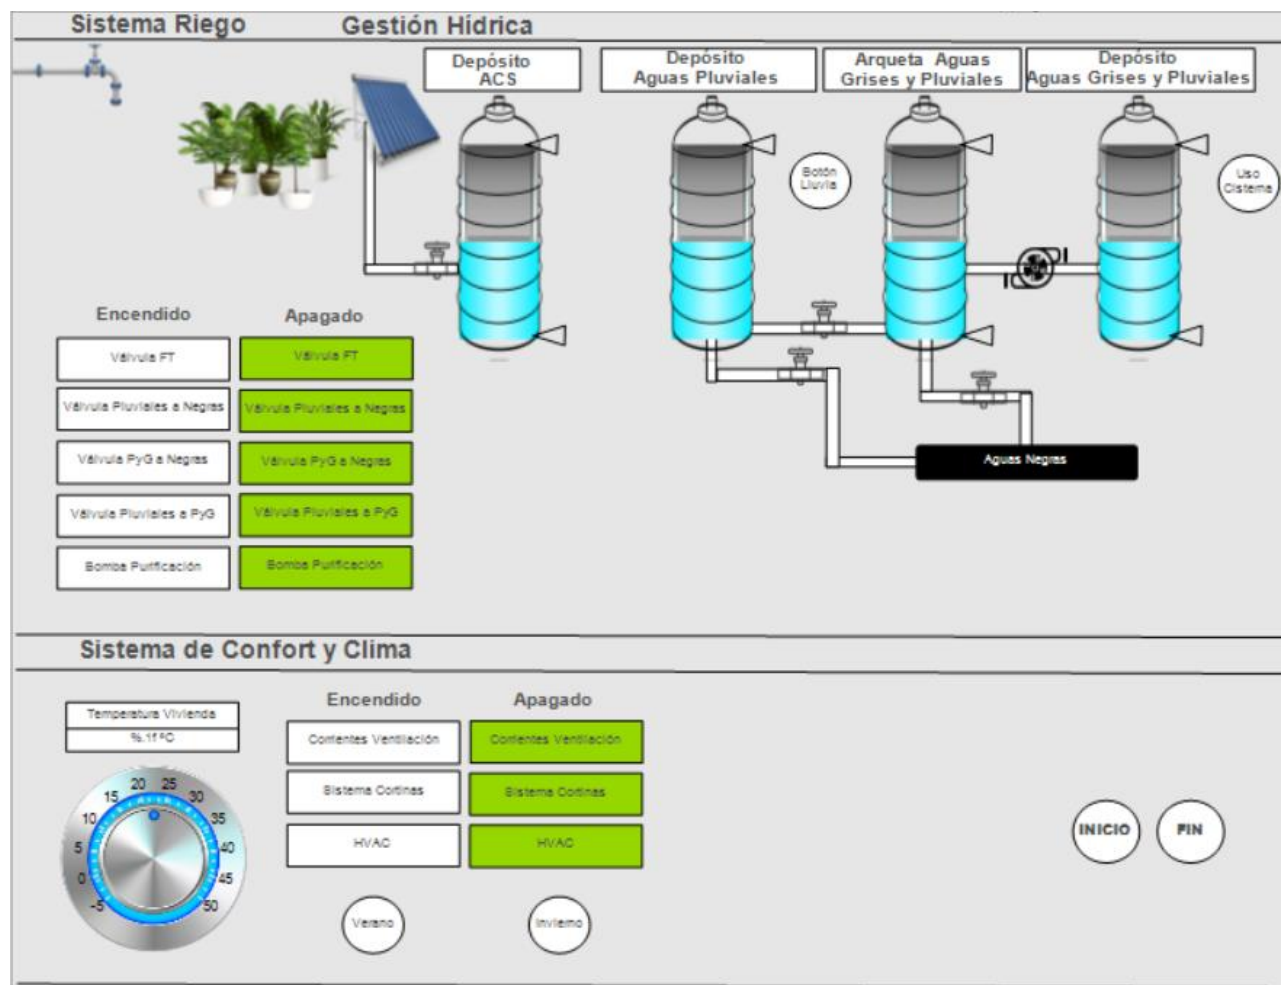 Sistema Riego
Gestión Hídrica
Depósito
ACS
Depósito
Aguas Pluviales
Arqueta Aguas
Grises y Pluviales
Depósito
Aguas Grises y Pluviales
Botón
Lluvia
Uso
Cisterna
Encendido
Apagado
Válvula FT
Válvula FT
Válvula Pluviales a Negras
Válvula Pluviales a Negras
Válvula PyG a Negras
Válvula PyG a Negras
Válvula Pluviales a PyG
Válvula Pluviales a PyG
Bomba Purificación
Bomba Purificación
Aguas Negras
Sistema de Confort y Clima
Temperatura Vivienda
%.1f ºC
-5
0
5
10
15
20
25
30
35
40
45
50
Encendido
Apagado
Corrientes Ventilación
Corrientes Ventilación
Sistema Cortinas
Sistema Cortinas
HVAC
HVAC
Verano
Invierno
INICIO
FIN